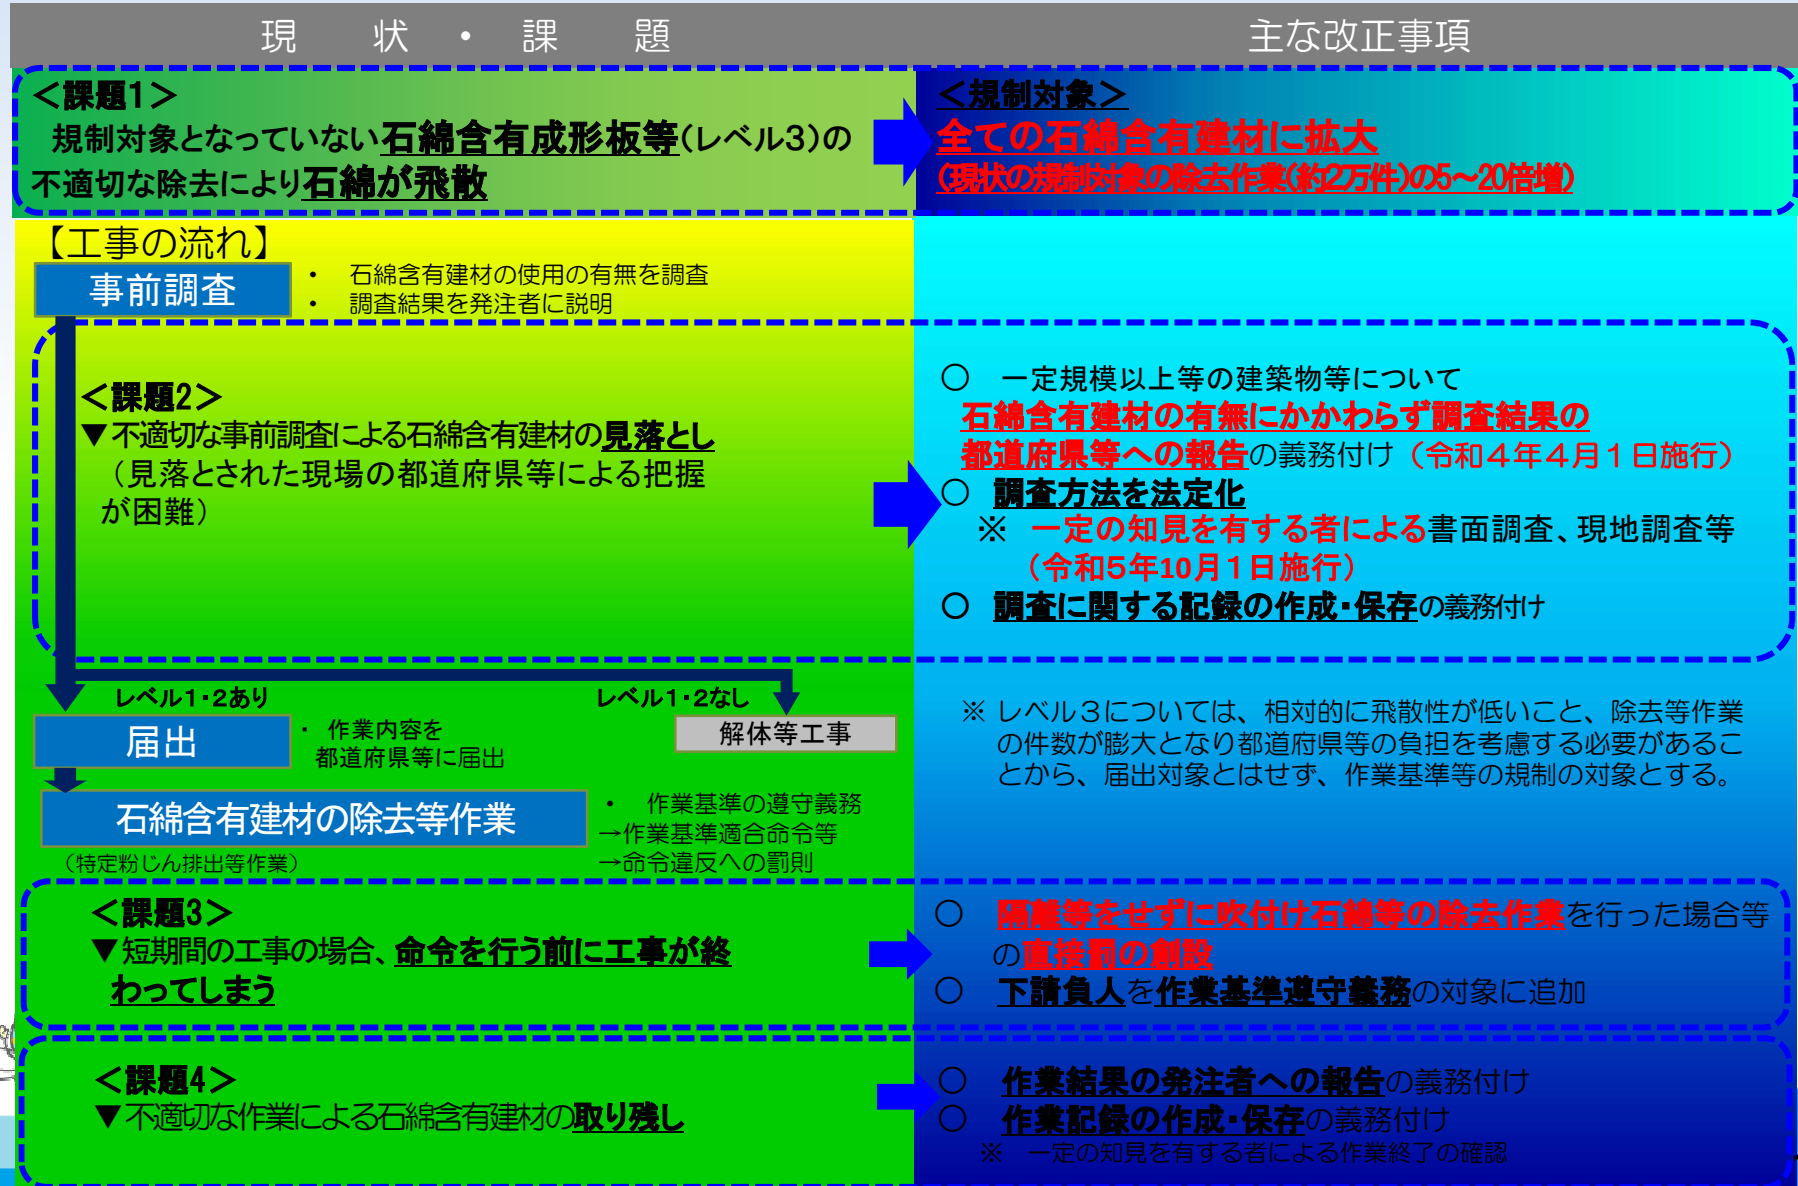 現状・課題
主な改正事項
＜課題1＞
規制対象となっていない石綿含有成形板等(レベル3)の
不適切な除去により石綿が飛散
＜規制対象＞
全ての石綿含有建材に拡大
(現状の規制対象の除去作業(約2万件)の5～20倍増)
【工事の流れ】
事前調査
・　石綿含有建材の使用の有無を調査
・　調査結果を発注者に説明
＜課題2＞
▼不適切な事前調査による石綿含有建材の見落とし
（見落とされた現場の都道府県等による把握
が困難）
○　一定規模以上等の建築物等について
石綿含有建材の有無にかかわらず調査結果の
都道府県等への報告の義務付け（令和４年４月１日施行）
○　調査方法を法定化
※　一定の知見を有する者による書面調査、現地調査等
（令和5年10月1日施行）
○　調査に関する記録の作成・保存の義務付け
レベル1・2あり
レベル1・2なし
届出
・　作業内容を
都道府県等に届出
解体等工事
※ レベル３については、相対的に飛散性が低いこと、除去等作業
の件数が膨大となり都道府県等の負担を考慮する必要があるこ
とから、届出対象とはせず、作業基準等の規制の対象とする。
石綿含有建材の除去等作業
（特定粉じん排出等作業）
・　作業基準の遵守義務
→作業基準適合命令等
→命令違反への罰則
＜課題3＞
▼短期間の工事の場合、命令を行う前に工事が終
わってしまう
○　隔離等をせずに吹付け石綿等の除去作業を行った場合等
の直接罰の創設
○　下請負人を作業基準遵守義務の対象に追加
＜課題4＞
▼不適切な作業による石綿含有建材の取り残し
○　作業結果の発注者への報告の義務付け
○　作業記録の作成・保存の義務付け
※　一定の知見を有する者による作業終了の確認